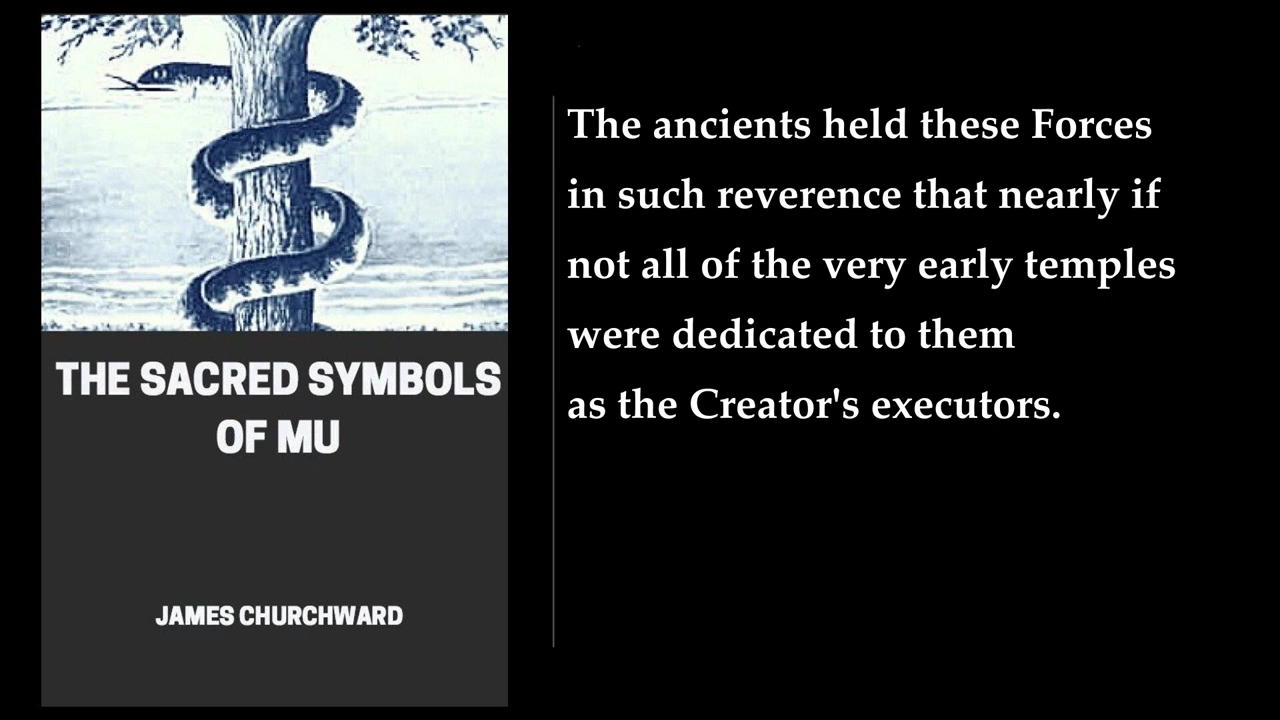 THE SACRED SYMBOLS
OF MU
JAMES CHURCHWARD
The ancients held these Forces
in such reverence that nearly if
not all of the very early temples
were dedicated to them
as the Creator's executors.